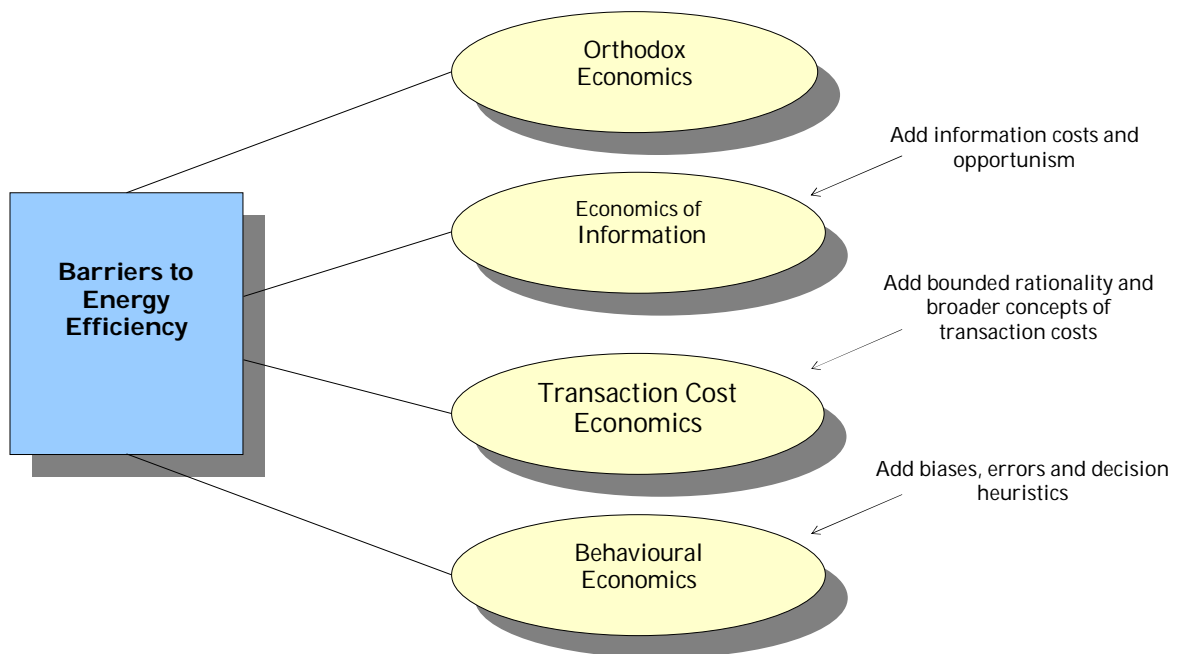 Orthodox
Economics
Add information costs and
opportunism
Economics of
Information
Barriers to
Energy
Efficiency
Add bounded rationality and
broader concepts of
transaction costs
Transaction Cost
Economics
Add biases, errors and decision
heuristics
Behavioural
Economics